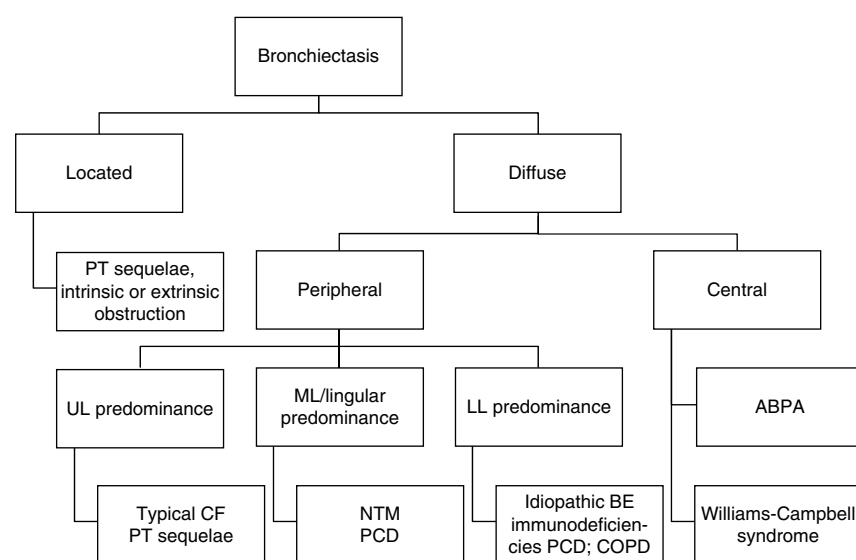 Bronchiectasis
Located
Diffuse
PT sequelae,
intrinsic or extrinsic
obstruction
Peripheral
Central
UL predominance
ML/lingular
predominance
LL predominance
ABPA
Typical CF
PT sequelae
NTM
PCD
Idiopathic BE
immunodeficien-
cies PCD; COPD
Williams-Campbell
syndrome